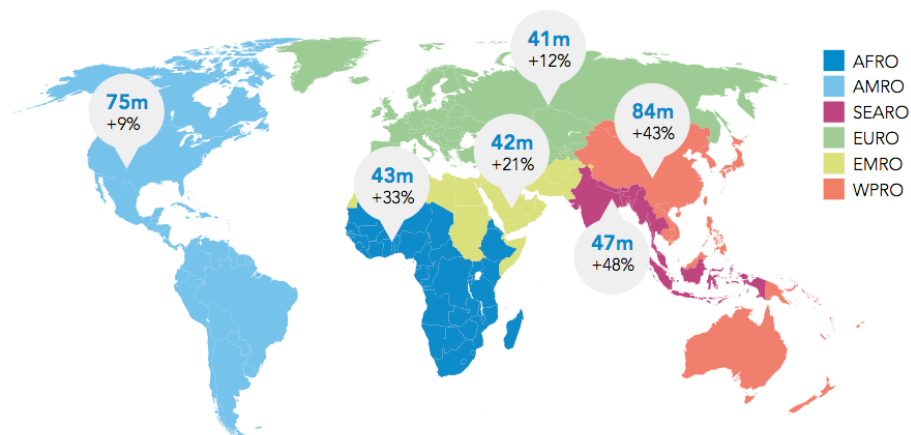 41m
+12%
75m
+9%
84m
+43%
42m
+21%
43m
+33%
47m
+48%
AFRO
AMRO
SEARO
EURO
EMRO
WPRO